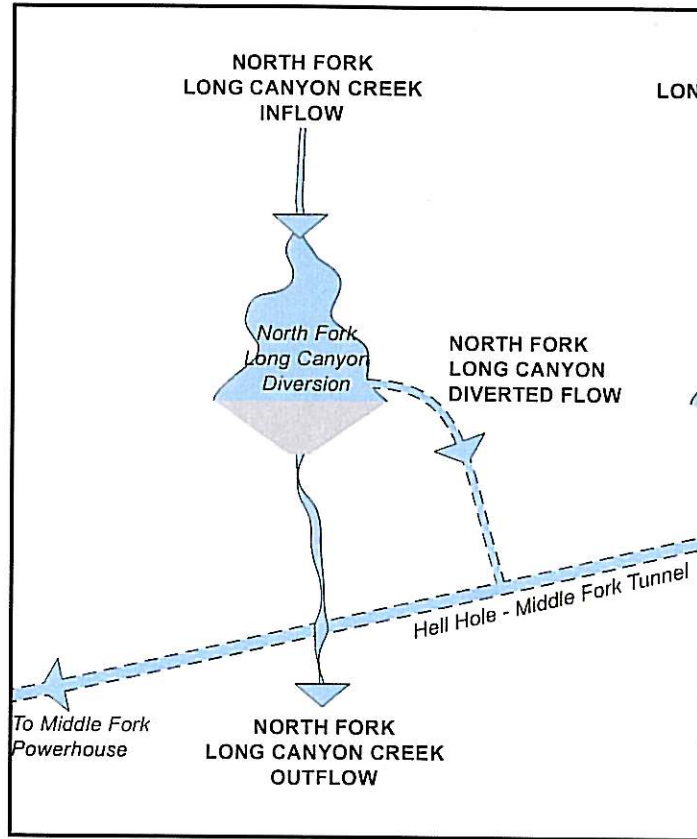 NORTH FORK
LONG CANYON CREEK
INFLOW
LON
North Fork
Long Canyon
Diversion
NORTH FORK
LONG CANYON
DIVERTED FLOW
Hell Hole - Middle Fork Tunnel
To Middle Fork
Powerhouse
NORTH FORK
LONG CANYON CREEK
OUTFLOW